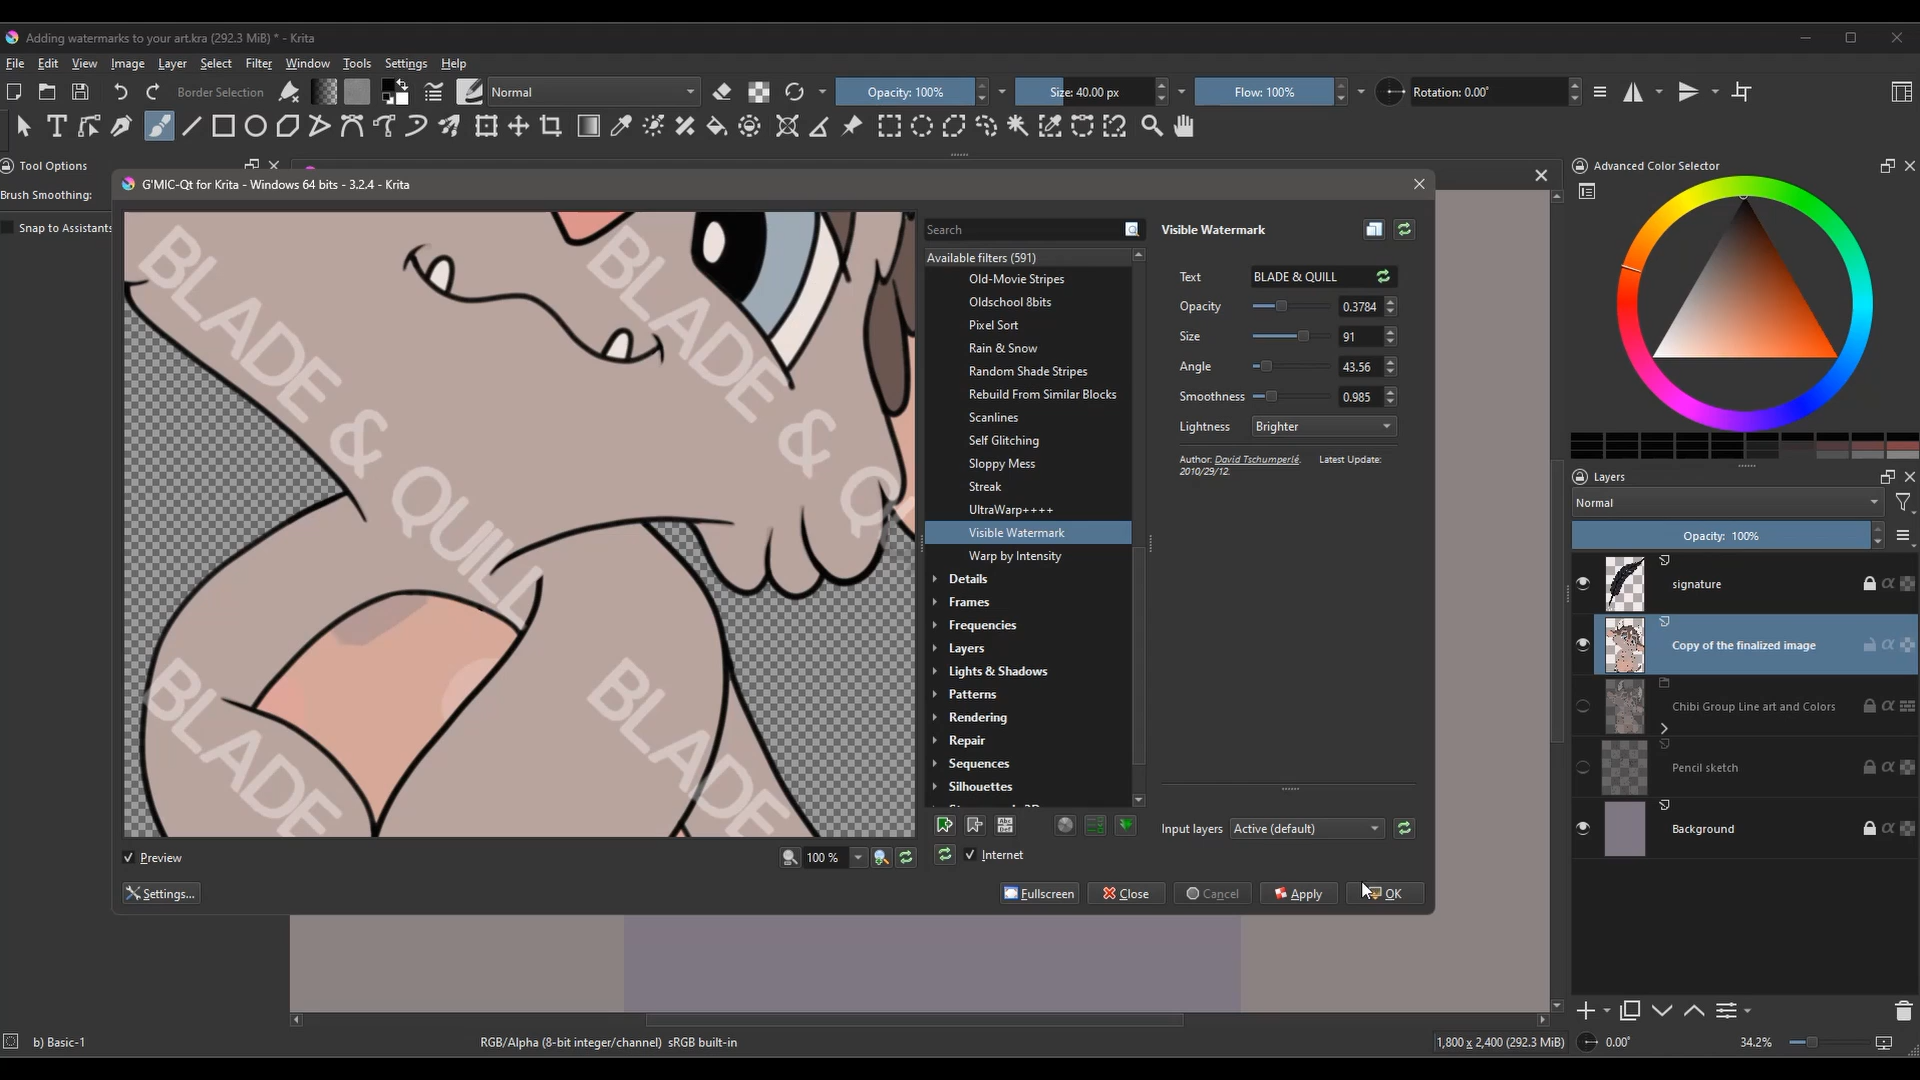 Adding watermarks to your art.kra (292.3 MiB) * - Krita
File Edit View Image Layer Select Filter Tools Settings Window Help
Border Selection Normal Opacity: 100% Size: 40.00 px Flow: 100% Rotation: 0.00°
Tool Options
Brush Smoothing:
Snap to Assistants
G'MIC-Qt for Krita - Windows 64 bits - 3.2.4 - Krita
BLADE & QUILL
BLADE & Q
BLADE
BLADE
Preview
100 %
Settings...
Search
Available filters (591)
Old-Movie Stripes
Oldschool 8bits
Pixel Sort
Rain & Snow
Random Shade Stripes
Rebuild From Similar Blocks
Scanlines
Self Glitching
Sloppy Mess
Streak
UltraWarp++++
Visible Watermark
Warp by Intensity
Details
Frames
Frequencies
Layers
Lights & Shadows
Patterns
Rendering
Repair
Sequences
Silhouettes
Internet
Visible Watermark
Text BLADE & QUILL
Opacity 0.3784
Size 91
Angle 43.56
Smoothness 0.985
Lightness Brighter
Author: David Tschumperlé. Latest Update:
2010/29/12.
Input layers Active (default)
Fullscreen Close Cancel Apply OK
Advanced Color Selector
Layers
Normal
Opacity: 100%
signature
Copy of the finalized image
Chibi Group Line art and Colors
Pencil sketch
Background
b) Basic-1
RGB/Alpha (8-bit integer/channel) sRGB built-in
1,800 x 2,400 (292.3 MiB)
0.00°
34.2%